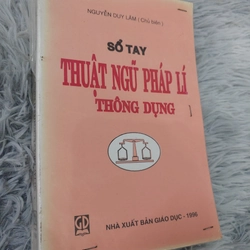 NGUYỄN DUY LÃM (Chủ biên)
SỔ TAY
THUẬT NGỮ PHÁP LÍ
THÔNG DỤNG
NHÀ XUẤT BẢN GIÁO DỤC - 1996